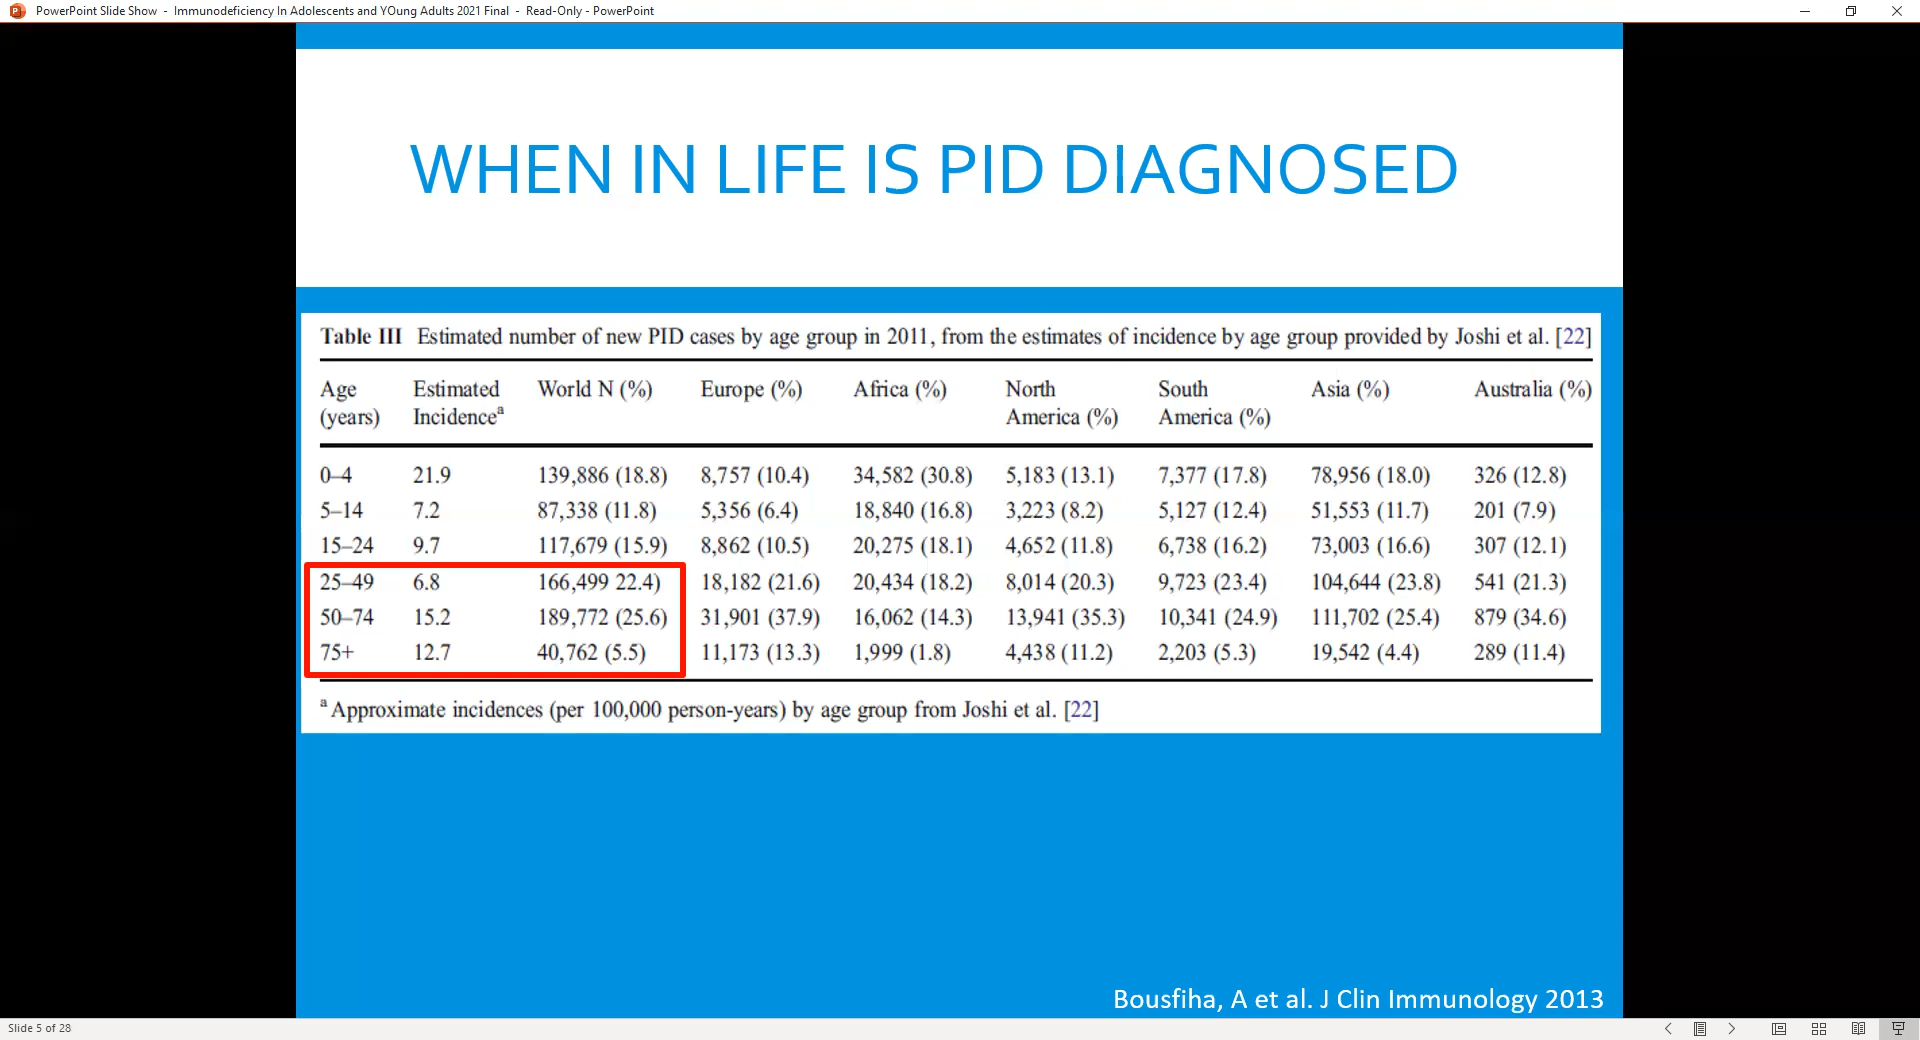 PowerPoint Slide Show - Immunodeficiency In Adolescents and YOung Adults 2021 Final - Read-Only - PowerPoint
WHEN IN LIFE IS PID DIAGNOSED
Table III Estimated number of new PID cases by age group in 2011, from the estimates of incidence by age group provided by Joshi et al. [22]
Age (years) Estimated Incidencea World N (%) Europe (%) Africa (%) North America (%) South America (%) Asia (%) Australia (%)
0–4 21.9 139,886 (18.8) 8,757 (10.4) 34,582 (30.8) 5,183 (13.1) 7,377 (17.8) 78,956 (18.0) 326 (12.8)
5–14 7.2 87,338 (11.8) 5,356 (6.4) 18,840 (16.8) 3,223 (8.2) 5,127 (12.4) 51,553 (11.7) 201 (7.9)
15–24 9.7 117,679 (15.9) 8,862 (10.5) 20,275 (18.1) 4,652 (11.8) 6,738 (16.2) 73,003 (16.6) 307 (12.1)
25–49 6.8 166,499 22.4) 18,182 (21.6) 20,434 (18.2) 8,014 (20.3) 9,723 (23.4) 104,644 (23.8) 541 (21.3)
50–74 15.2 189,772 (25.6) 31,901 (37.9) 16,062 (14.3) 13,941 (35.3) 10,341 (24.9) 111,702 (25.4) 879 (34.6)
75+ 12.7 40,762 (5.5) 11,173 (13.3) 1,999 (1.8) 4,438 (11.2) 2,203 (5.3) 19,542 (4.4) 289 (11.4)
a Approximate incidences (per 100,000 person-years) by age group from Joshi et al. [22]
Bousfiha, A et al. J Clin Immunology 2013
Slide 5 of 28